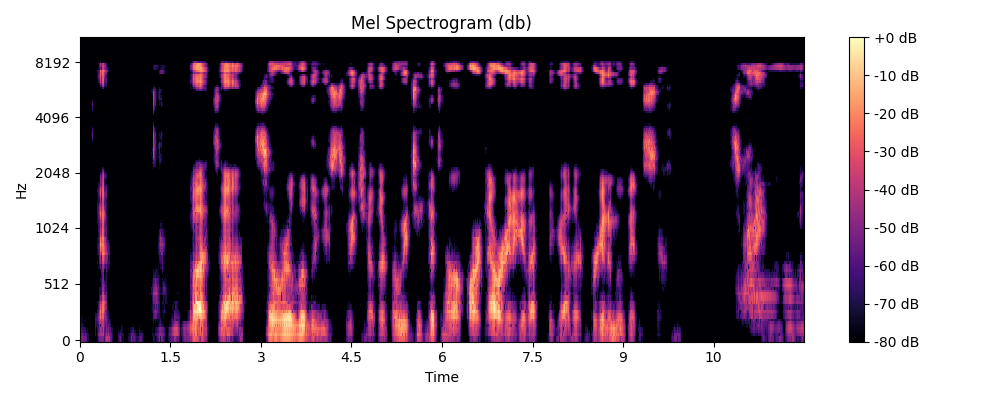 Mel Spectrogram (db)
Hz
8192
4096
2048
1024
512
0
0 1.5 3 4.5 6 7.5 9 10
Time
+0 dB
-10 dB
-20 dB
-30 dB
-40 dB
-50 dB
-60 dB
-70 dB
-80 dB